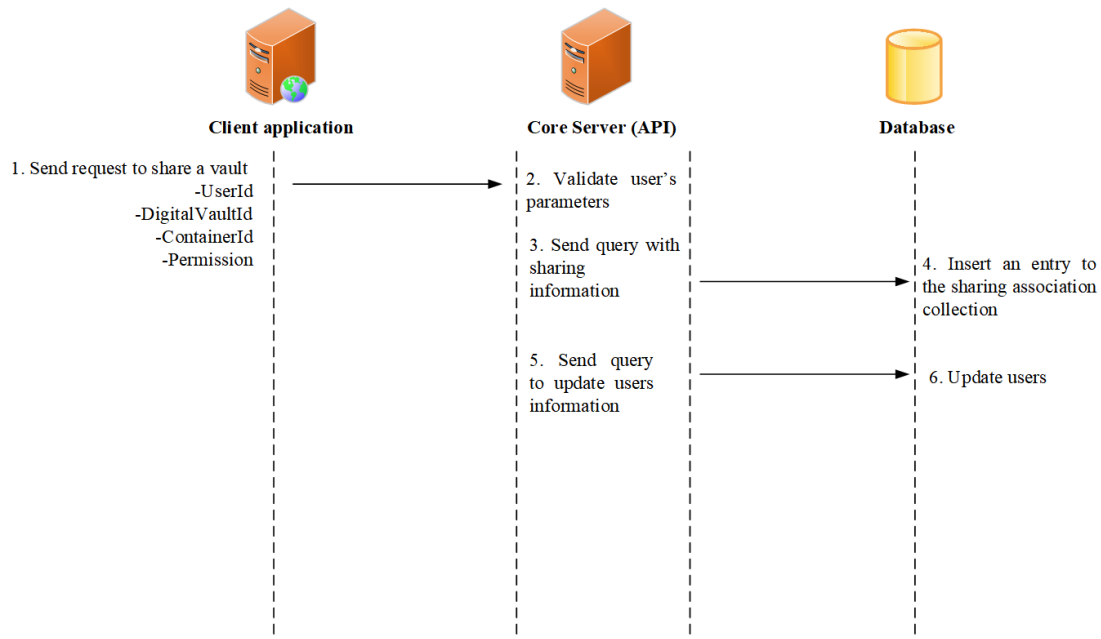 Client application
Core Server (API)
Database
1. Send request to share a vault
-UserId
-DigitalVaultId
-ContainerId
-Permission
2. Validate user's
parameters
3. Send query with
sharing
information
4. Insert an entry to
the sharing association
collection
5. Send query
to update users
information
6. Update users